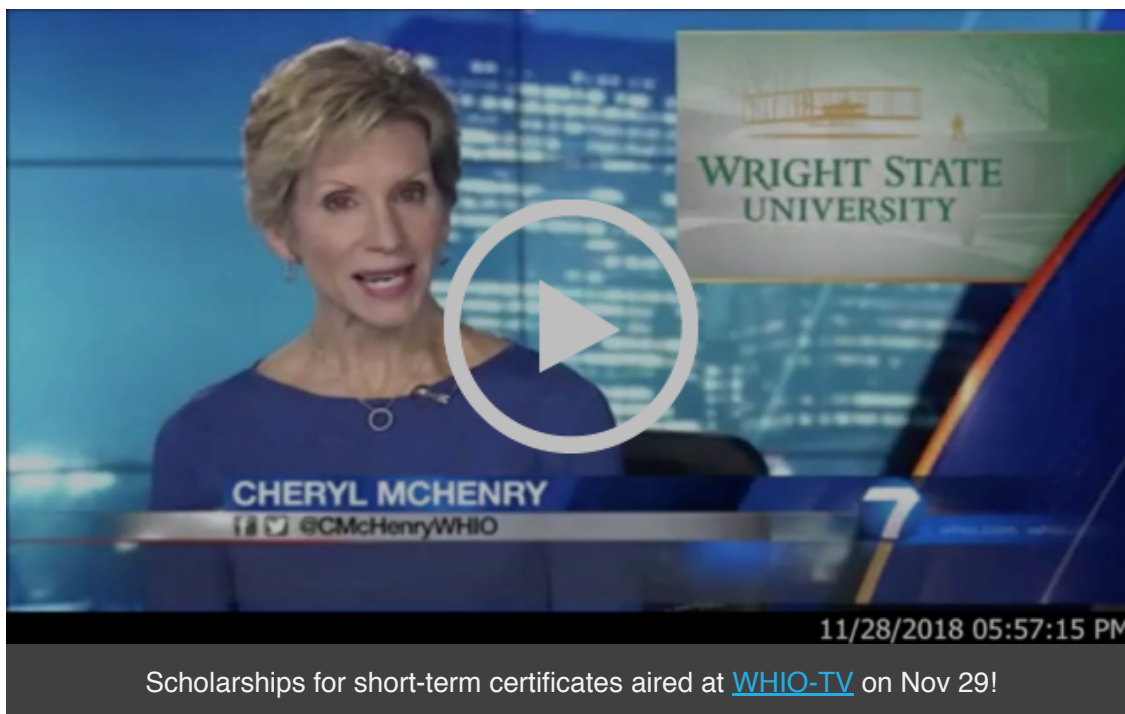 WRIGHT STATE
UNIVERSITY
CHERYL MCHENRY
@CMcHenryWHIO
7
11/28/2018 05:57:15 PM
Scholarships for short-term certificates aired at WHIO-TV on Nov 29!